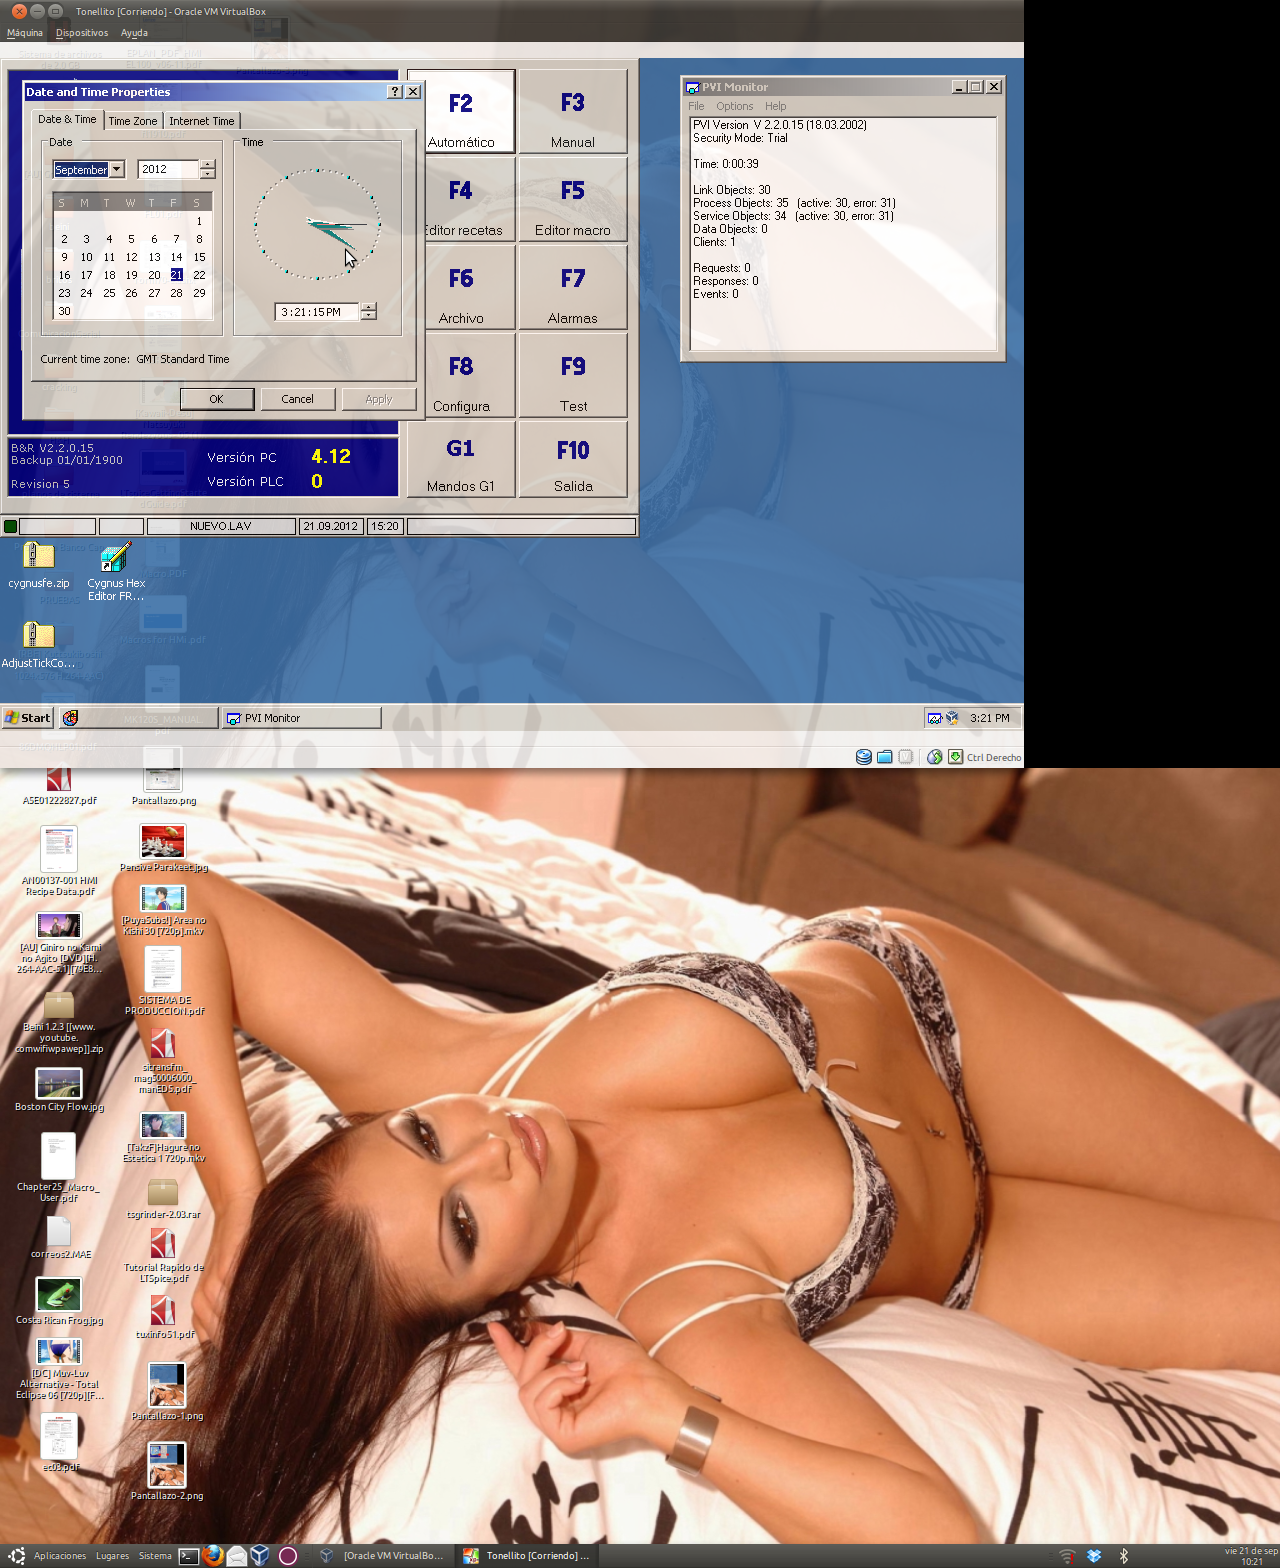 Tonellito [Corriendo] - Oracle VM VirtualBox
Máquina Dispositivos Ayuda
Date and Time Properties
Date & Time Time Zone Internet Time
Date
September 2012
S M T W T F S
1
2 3 4 5 6 7 8
9 10 11 12 13 14 15
16 17 18 19 20 21 22
23 24 25 26 27 28 29
30
Time
3:21:15 PM
Current time zone: GMT Standard Time
OK Cancel Apply
F2
Automático
F3
Manual
F4
Editor recetas
F5
Editor macro
F6
Archivo
F7
Alarmas
F8
Configura
F9
Test
G1
Mandos G1
F10
Salida
B&R V2.2.0.15
Backup 01/01/1900
Revision 5
Versión PC 4.12
Versión PLC 0
NUEVO.LAV 21.09.2012 15:20
PVI Monitor
File Options Help
PVI Version V 2.2.0.15 (18.03.2002)
Security Mode: Trial
Time: 0:00:39
Link Objects: 30
Process Objects: 35 (active: 30, error: 31)
Service Objects: 34 (active: 30, error: 31)
Data Objects: 0
Clients: 1
Requests: 0
Responses: 0
Events: 0
cygnusfe.zip
Cygnus Hex
Editor FR...
AdjustTickCo...
Start
PVI Monitor
3:21 PM
Ctrl Derecho
ASE01222827.pdf
Pantallazo.png
AN00137-001 HMI
Recipe Data.pdf
Pensive Parakeet.jpg
[PuyaSubs!] Area no
Kishi 30 [720p].mkv
[AU] Giniro no Kami
no Agito [DVD][H.
264-AAC-5.1][79E8...
SISTEMA DE
PRODUCCION.pdf
Beini 1.2.3 [[www.
youtube.
comwifiwpawep]].zip
sitransfm_
mag50006000_
manEDS.pdf
Boston City Flow.jpg
[TakzF]Hagure no
Estetica 1 720p.mkv
Chapter25_Macro_
User.pdf
tsgrinder-2.03.rar
correos2.MAE
Tutorial Rapido de
LTSpice.pdf
Costa Rican Frog.jpg
tuxinfo51.pdf
[DC] Muv-Luv
Alternative - Total
Eclipse 06 [720p][F...
Pantallazo-1.png
ec03.pdf
Pantallazo-2.png
Aplicaciones Lugares Sistema
[Oracle VM VirtualBo...
Tonellito [Corriendo] ...
vie 21 de sep
10:21